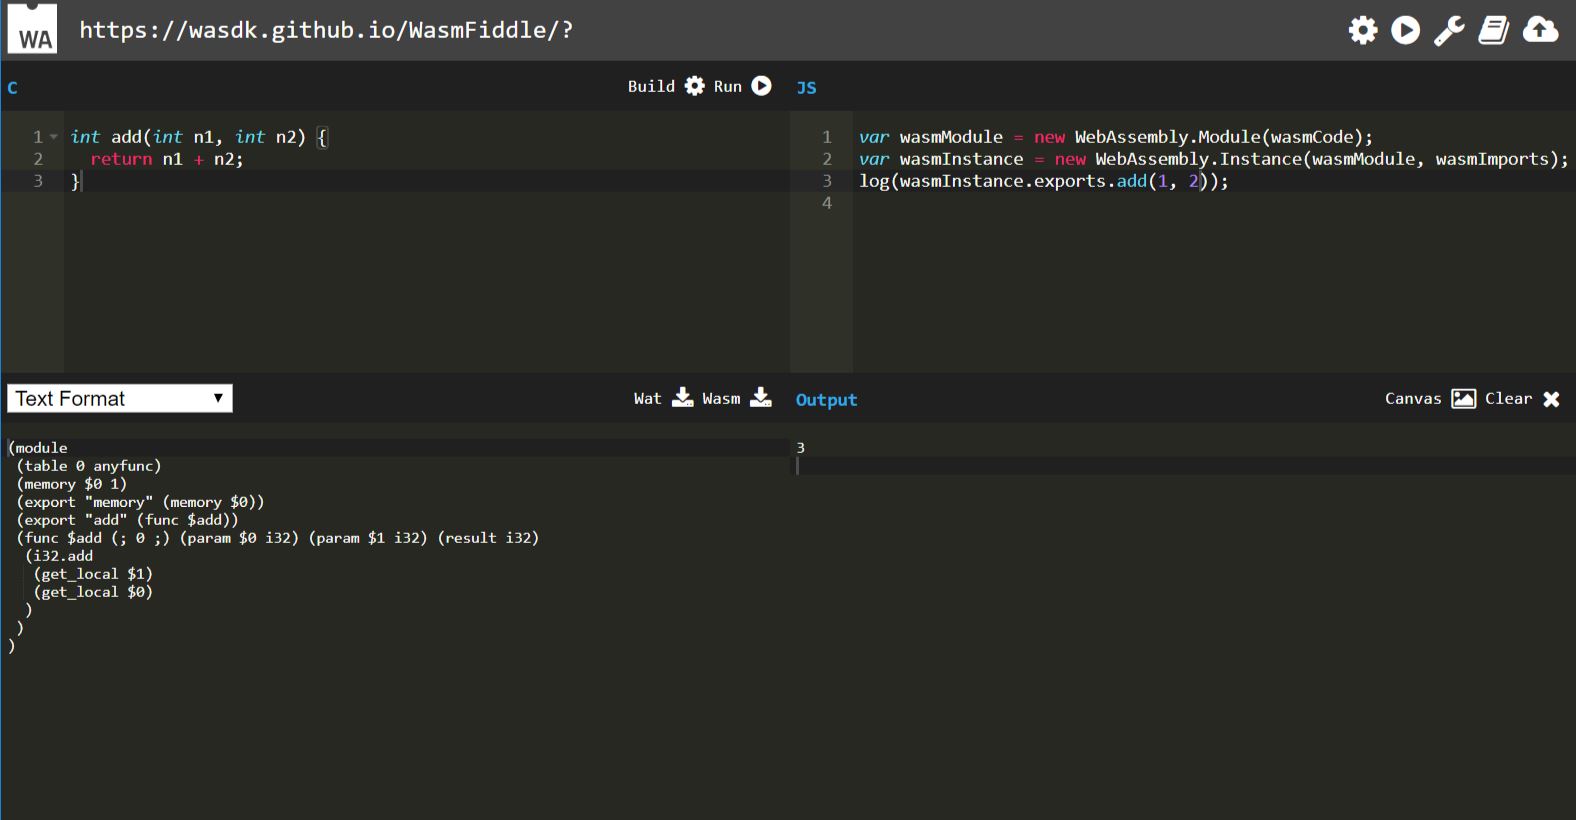 WA
https://wasdk.github.io/WasmFiddle/?
C
Build Run
1 int add(int n1, int n2) {
2   return n1 + n2;
3 }
JS
1 var wasmModule = new WebAssembly.Module(wasmCode);
2 var wasmInstance = new WebAssembly.Instance(wasmModule, wasmImports);
3 log(wasmInstance.exports.add(1, 2));
4
Text Format
Wat Wasm
(module
 (table 0 anyfunc)
 (memory $0 1)
 (export "memory" (memory $0))
 (export "add" (func $add))
 (func $add (; 0 ;) (param $0 i32) (param $1 i32) (result i32)
  (i32.add
   (get_local $1)
   (get_local $0)
  )
 )
)
Output
Canvas Clear
3